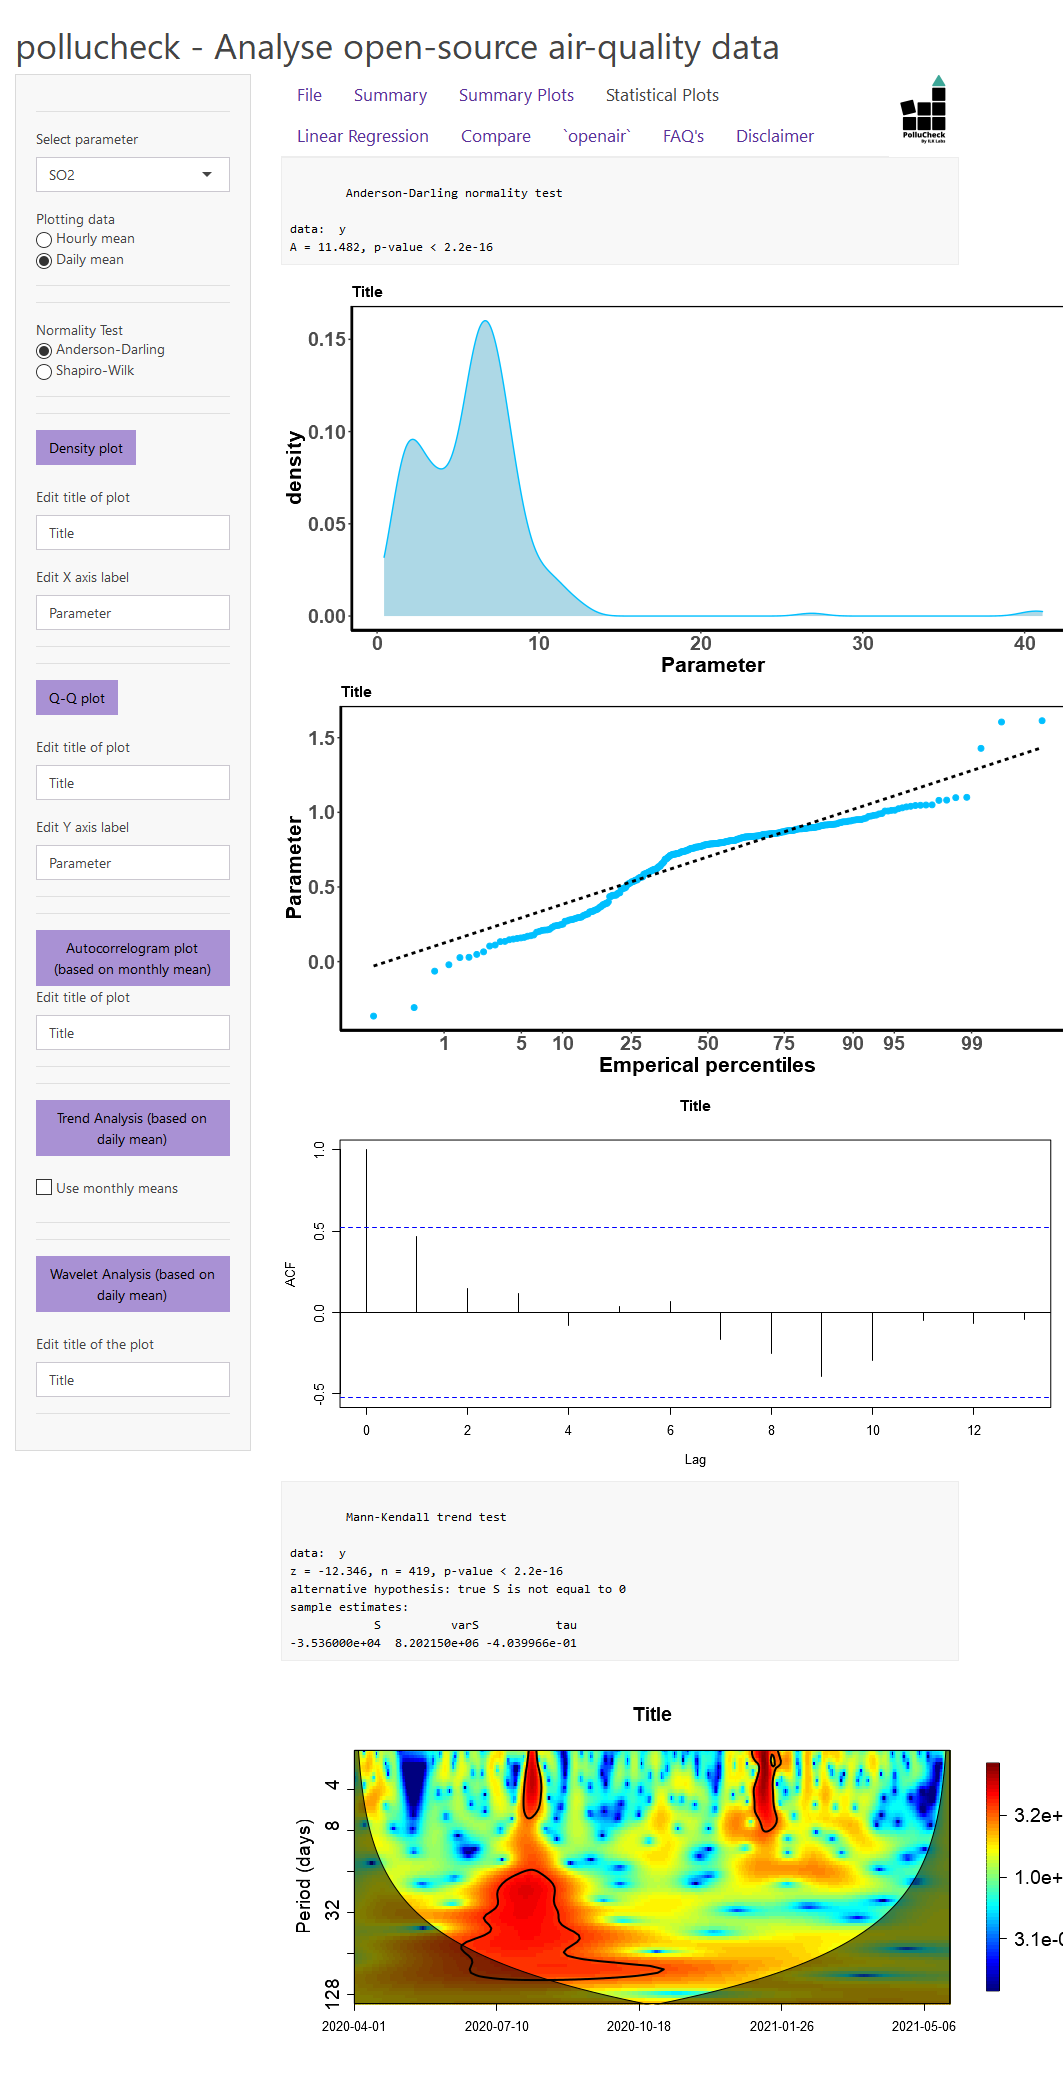 pollucheck - Analyse open-source air-quality data
File Summary Summary Plots Statistical Plots
Linear Regression Compare `openair` FAQ's Disclaimer
PolluCheck
By ILK Labs
Select parameter
SO2
Plotting data
Hourly mean
Daily mean
Normality Test
Anderson-Darling
Shapiro-Wilk
Density plot
Edit title of plot
Title
Edit X axis label
Parameter
Q-Q plot
Edit title of plot
Title
Edit Y axis label
Parameter
Autocorrelogram plot
(based on monthly mean)
Edit title of plot
Title
Trend Analysis (based on
daily mean)
Use monthly means
Wavelet Analysis (based on
daily mean)
Edit title of the plot
Title
Anderson-Darling normality test
data: y
A = 11.482, p-value < 2.2e-16
Title
density
0.15
0.10
0.05
0.00
0 10 20 30 40
Parameter
Title
Parameter
1.5
1.0
0.5
0.0
1 5 10 25 50 75 90 95 99
Emperical percentiles
Title
ACF
1.0
0.5
0.0
-0.5
0 2 4 6 8 10 12
Lag
Mann-Kendall trend test
data: y
z = -12.346, n = 419, p-value < 2.2e-16
alternative hypothesis: true S is not equal to 0
sample estimates:
S varS tau
-3.536000e+04 8.202150e+06 -4.039966e-01
Title
Period (days)
4
8
32
128
2020-04-01 2020-07-10 2020-10-18 2021-01-26 2021-05-06
3.2e+
1.0e+
3.1e-0